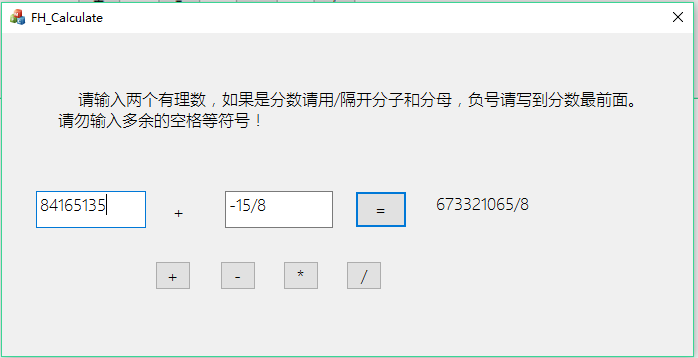 FH_Calculate
请输入两个有理数，如果是分数请用/隔开分子和分母，负号请写到分数最前面。
请勿输入多余的空格等符号！
84165135 + -15/8 = 673321065/8
+ - * /